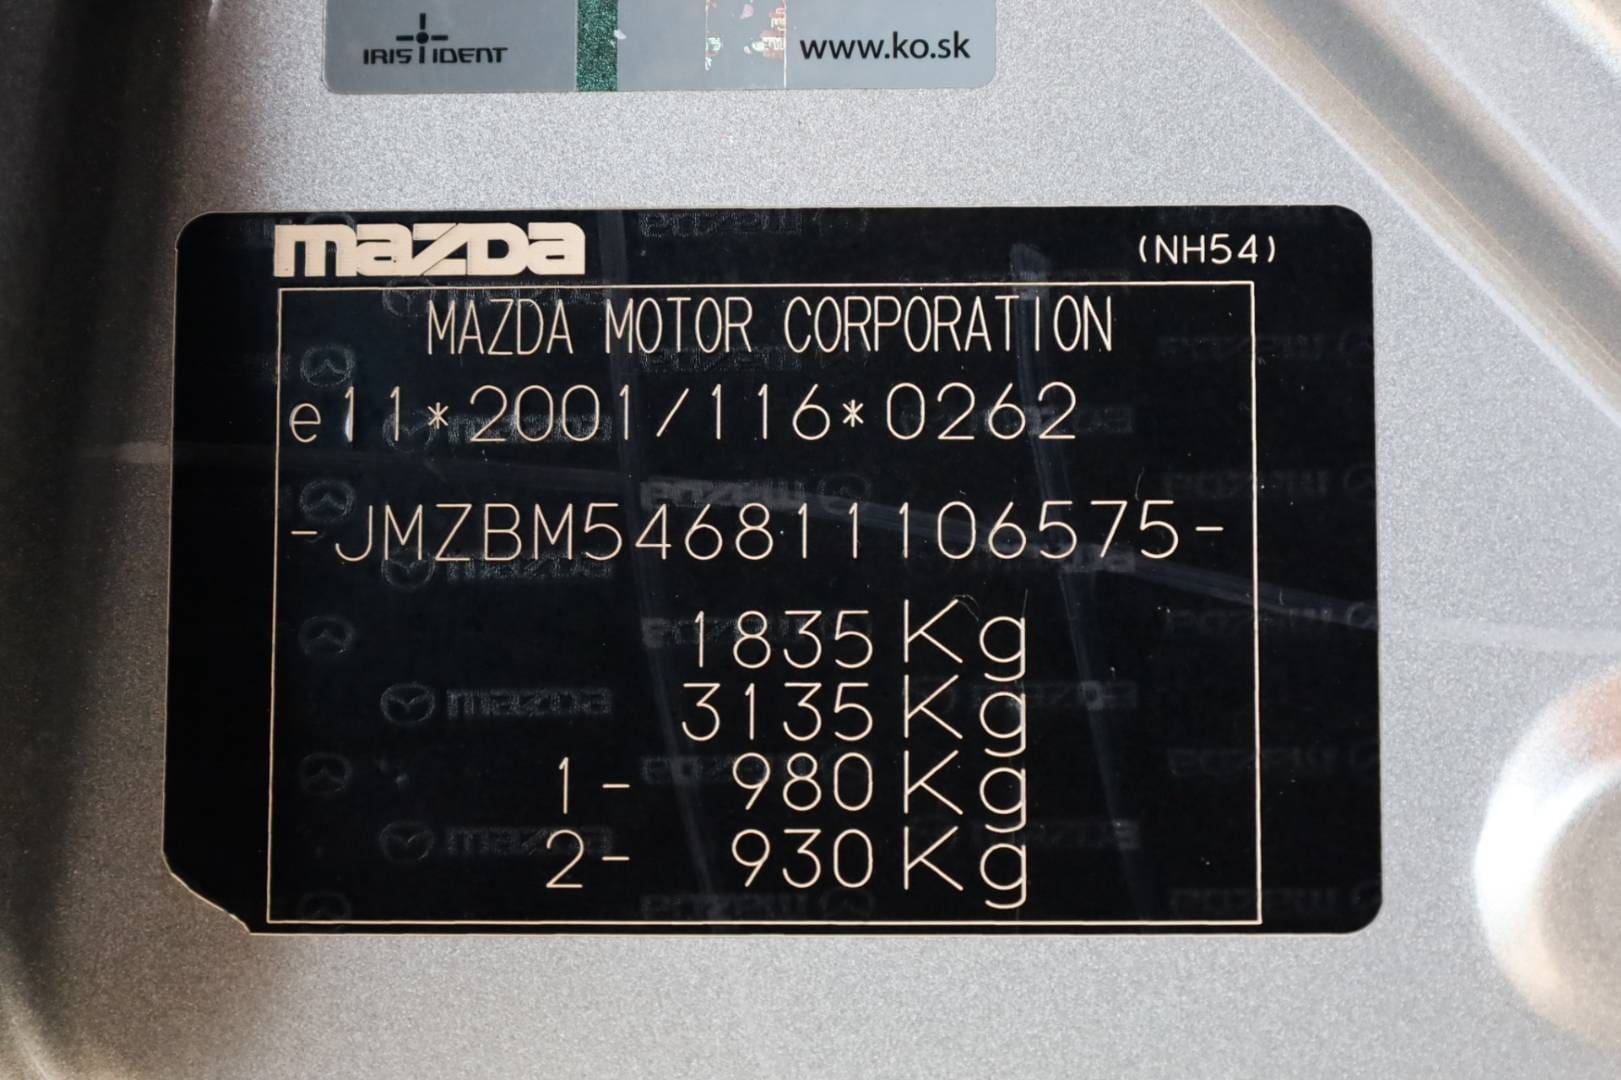 IRIS IDENT
www.ko.sk
mazda
(NH54)
MAZDA MOTOR CORPORATION
e11*2001/116*0262
-JMZBM546811106575-
1835 Kg
3135 Kg
1- 980 Kg
2- 930 Kg